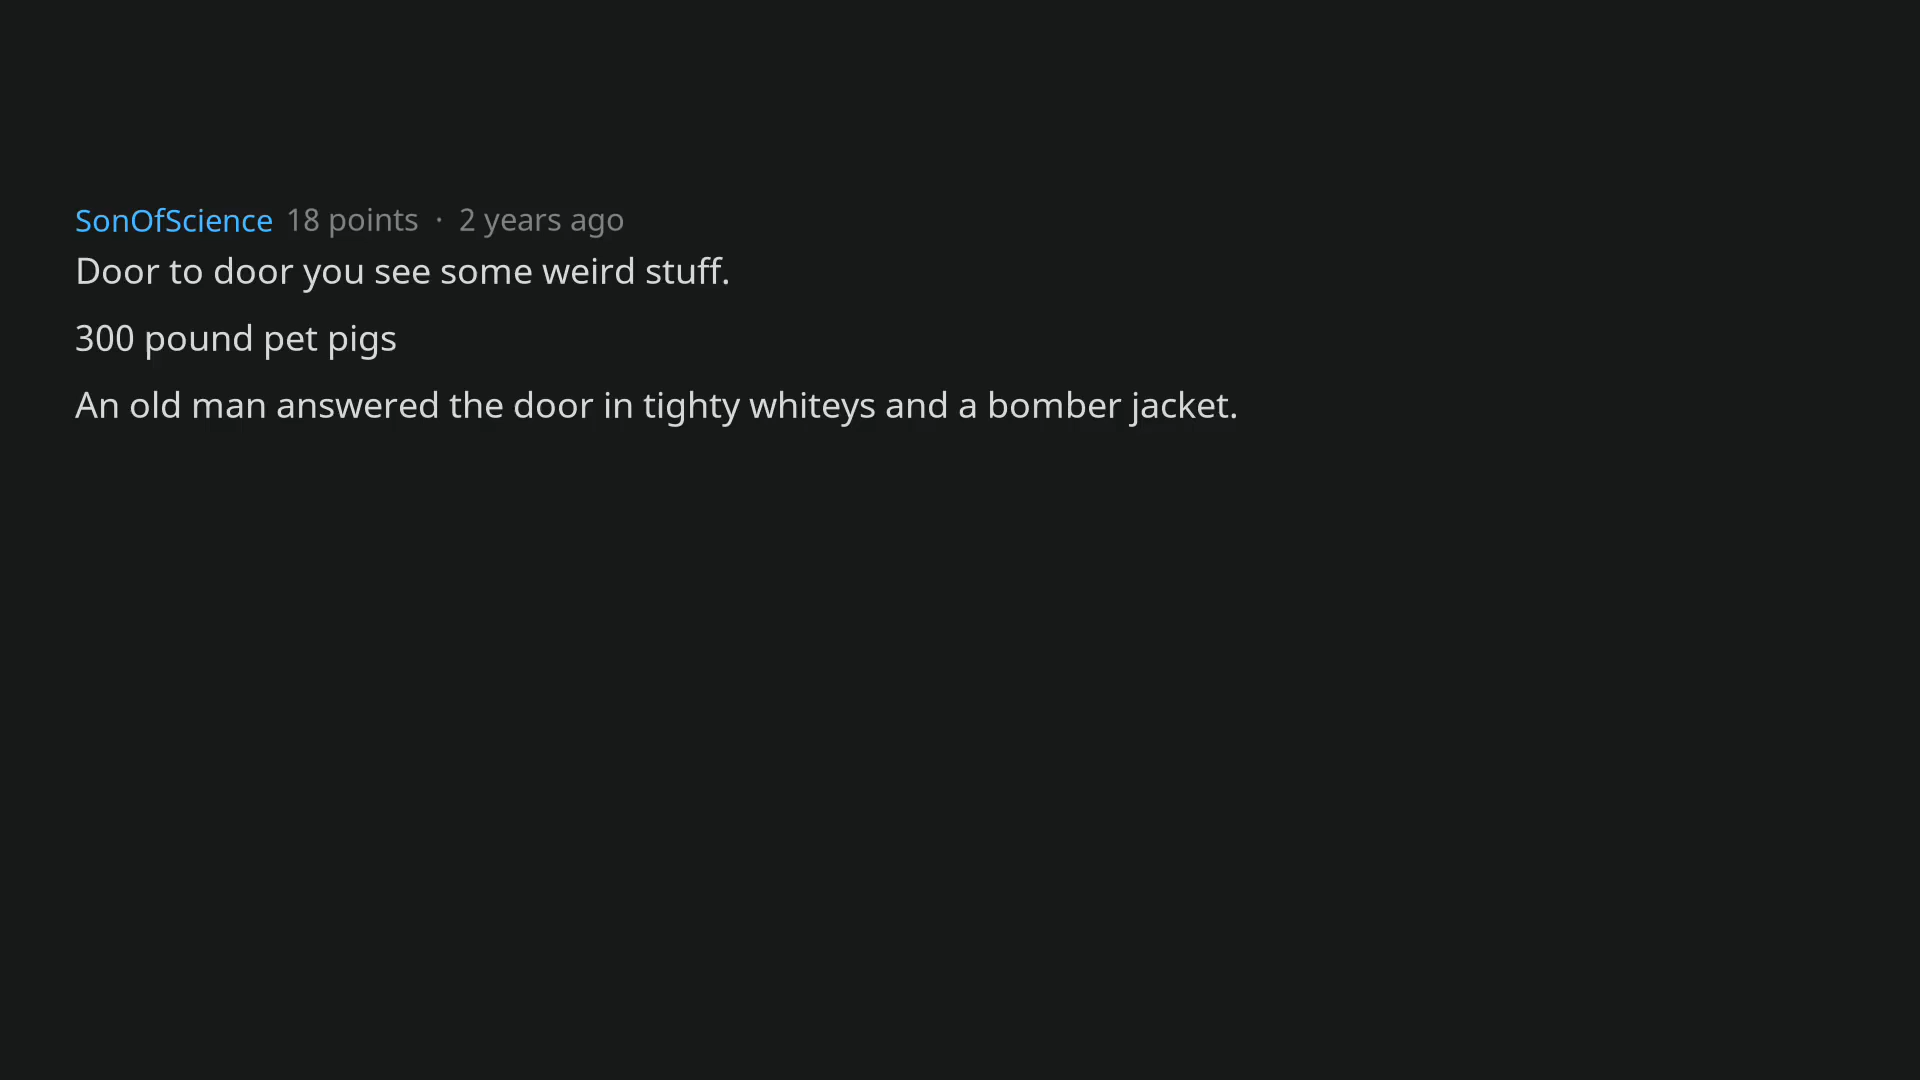 SonOfScience 18 points · 2 years ago
Door to door you see some weird stuff.
300 pound pet pigs
An old man answered the door in tighty whiteys and a bomber jacket.